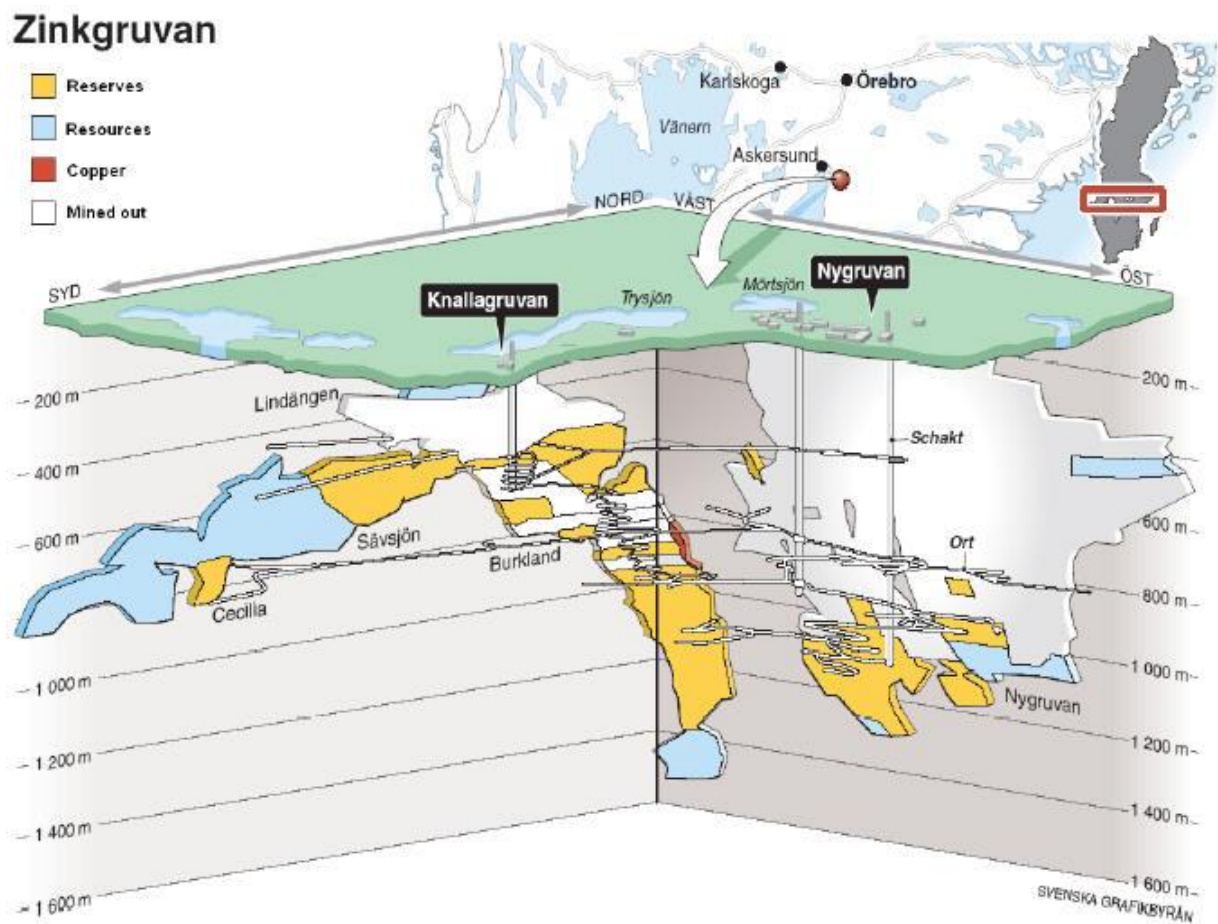 Zinkgruvan
Reserves
Resources
Copper
Mined out
Karlskoga
Örebro
Vänern
Askersund
NORD
VÄST
SYD
ÖST
Knallagruvan
Trysjön
Mörtsjön
Nygruvan
200 m
400 m
600 m
1 000 m
1 200 m
1 400 m
1 600 m
Lindängen
Sävsjön
Cecilia
Burkland
Schakt
Ort
Nygruvan
200 m
600 m
800 m
1 000 m
1 200 m
1 400 m
1 600 m
SVENSKA GRAFIKBYRÅN